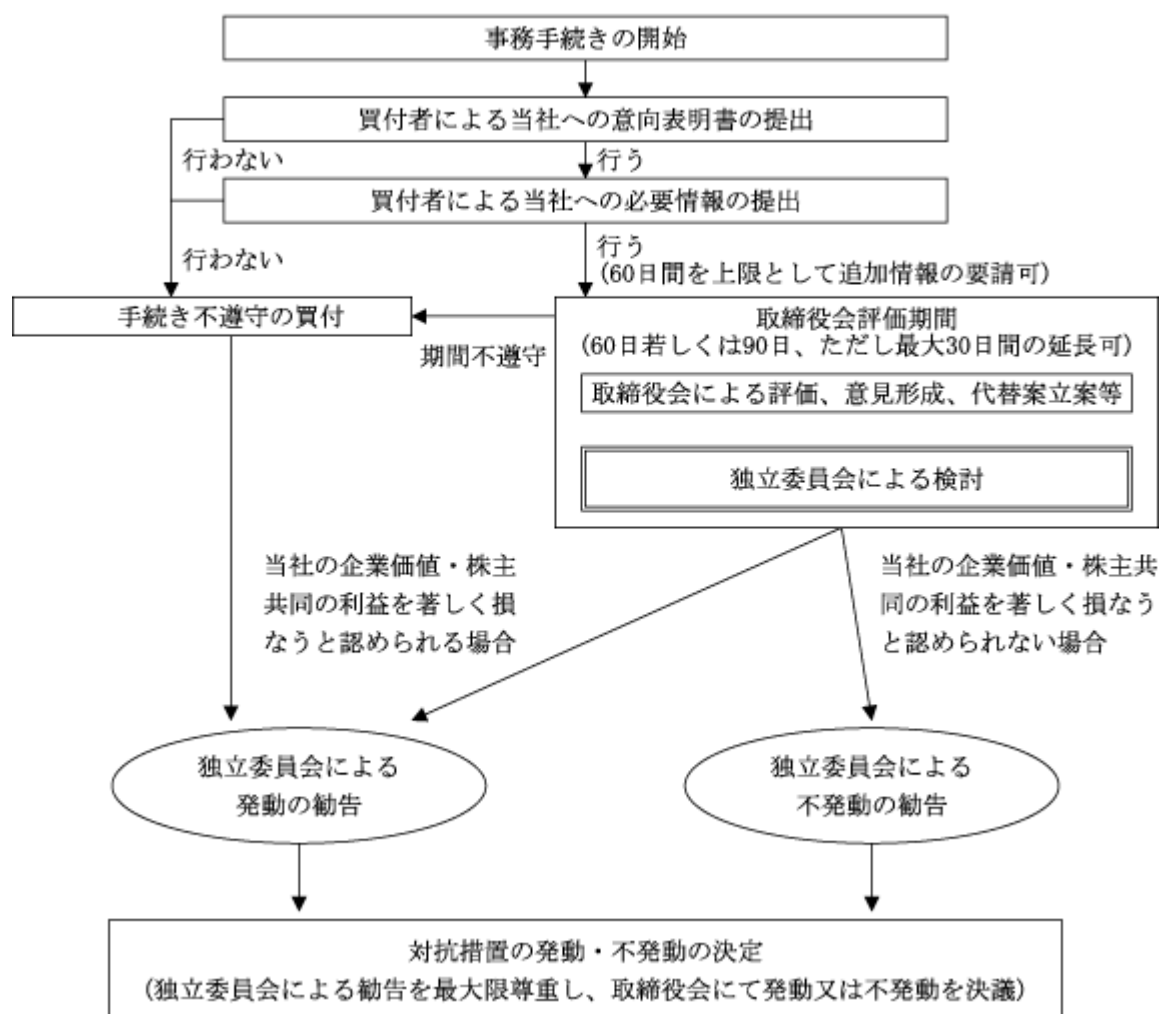 事務手続きの開始
買付者による当社への意向表明書の提出
行わない
行う
買付者による当社への必要情報の提出
行わない
行う
(60日間を上限として追加情報の要請可)
手続き不遵守の買付
期間不遵守
取締役会評価期間
(60日若しくは90日、ただし最大30日間の延長可)
取締役会による評価、意見形成、代替案立案等
独立委員会による検討
当社の企業価値・株主
共同の利益を著しく損
なうと認められる場合
当社の企業価値・株主共
同の利益を著しく損なう
と認められない場合
独立委員会による
発動の勧告
独立委員会による
不発動の勧告
対抗措置の発動・不発動の決定
(独立委員会による勧告を最大限尊重し、取締役会にて発動又は不発動を決議)